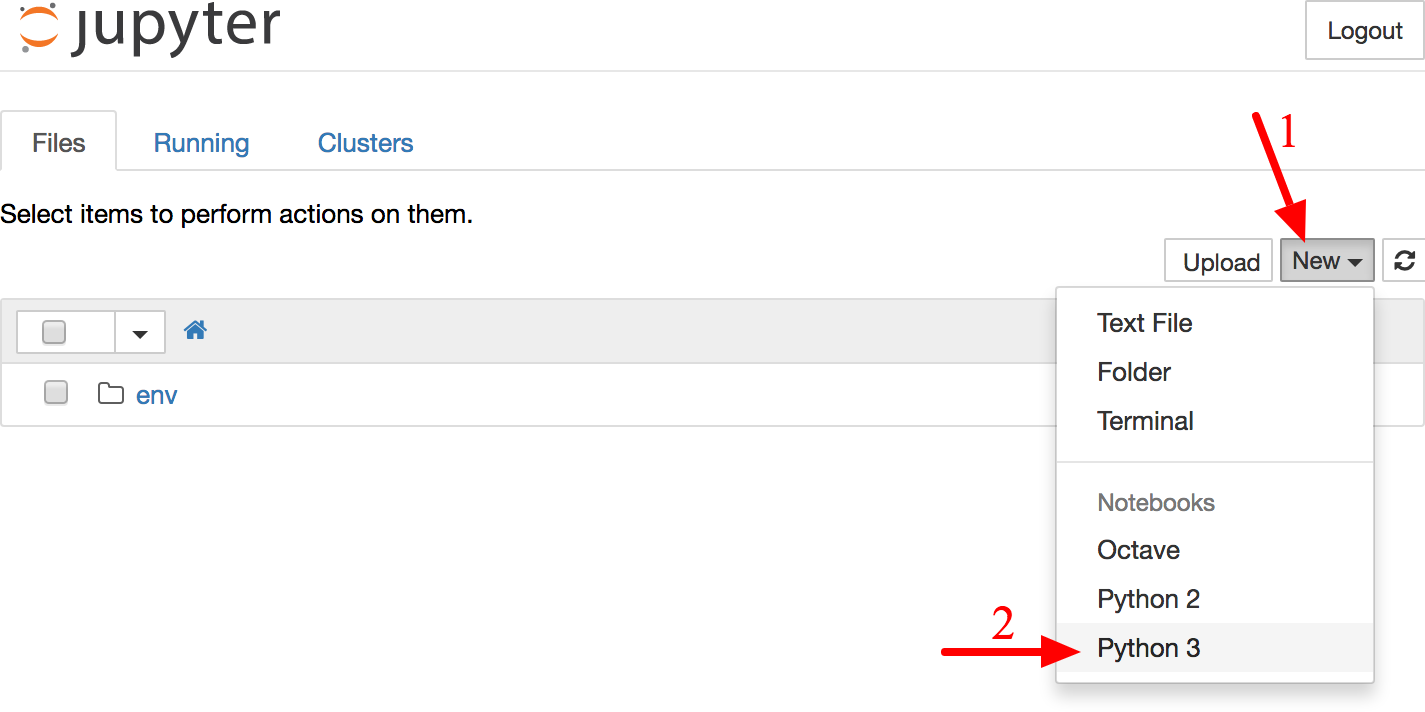 jupyter
Logout
Files Running Clusters
1
Select items to perform actions on them.
Upload New
env
Text File
Folder
Terminal
Notebooks
Octave
Python 2
2
Python 3